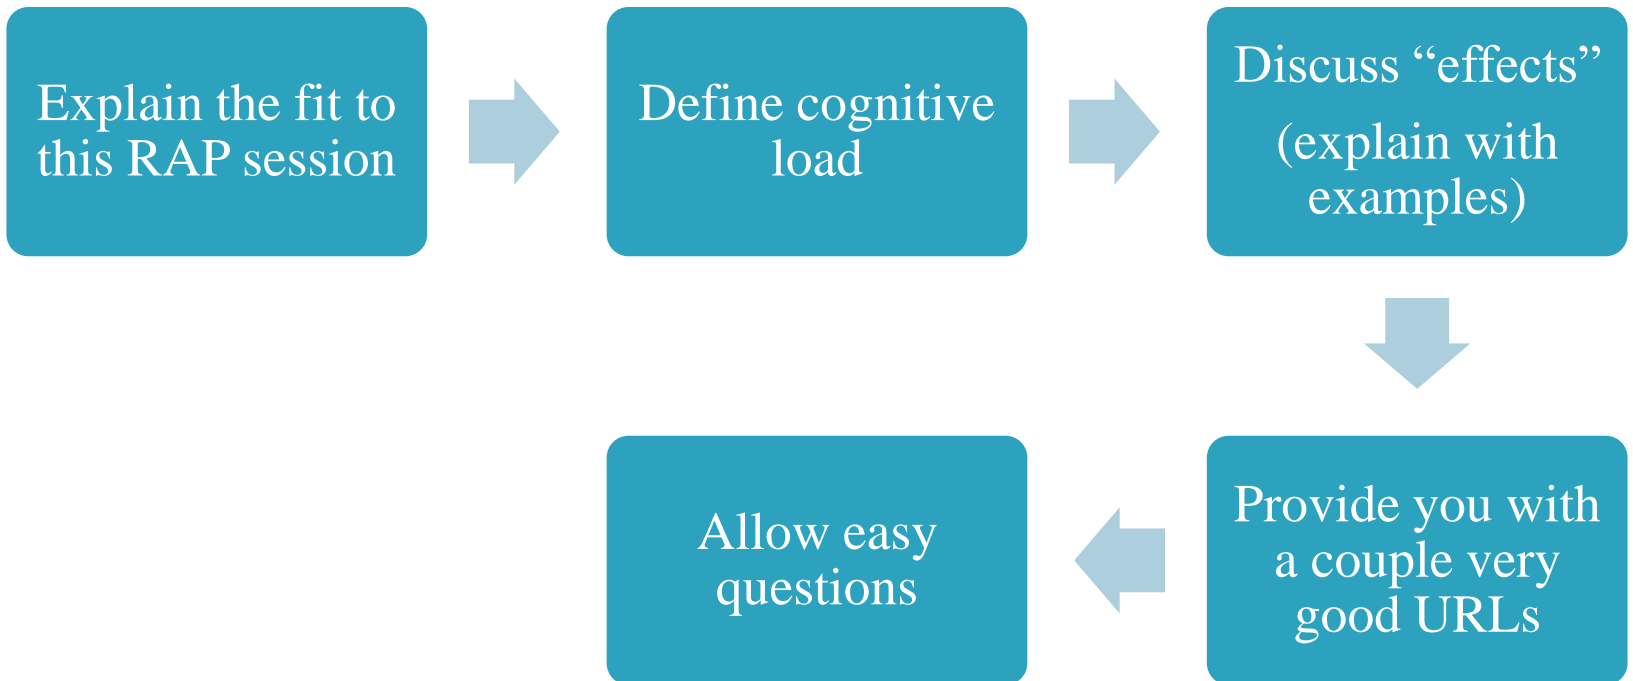 Explain the fit to
this RAP session
Define cognitive
load
Discuss “effects”
(explain with
examples)
Provide you with
a couple very
good URLs
Allow easy
questions